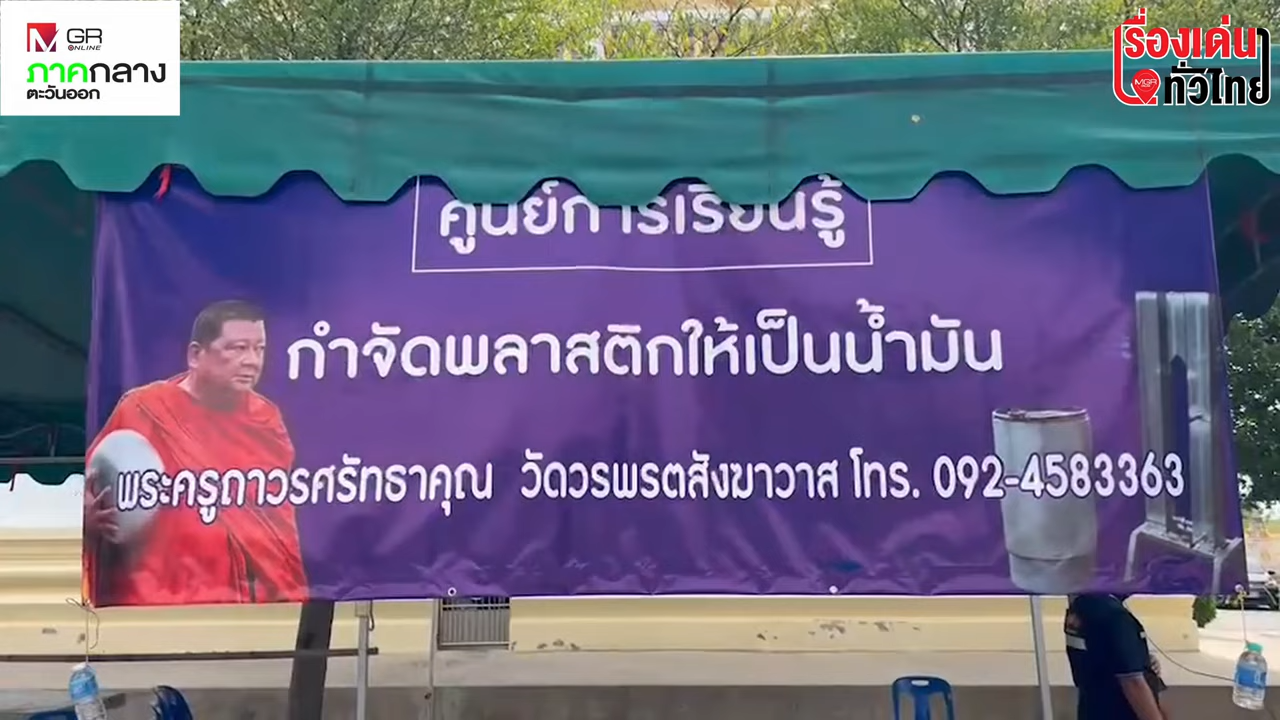 MGR
ONLINE
ภาคกลาง
ตะวันออก
เรื่องเด่น
MGR
ทั่วไทย
ศูนย์การเรียนรู้
กำจัดพลาสติกให้เป็นน้ำมัน
พระครูถาวรศรัทธาคุณ วัดวรพรตสังฆาวาส โทร. 092-4583363